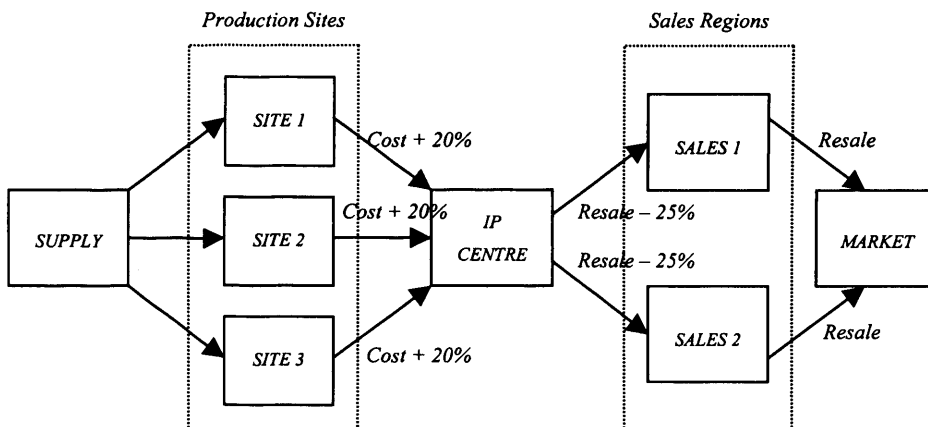 Production Sites
Sales Regions
SITE 1
Cost + 20%
SALES 1
Resale
SUPPLY
SITE 2
Cost + 20%
IP
CENTRE
Resale – 25%
Resale – 25%
MARKET
SITE 3
Cost + 20%
SALES 2
Resale